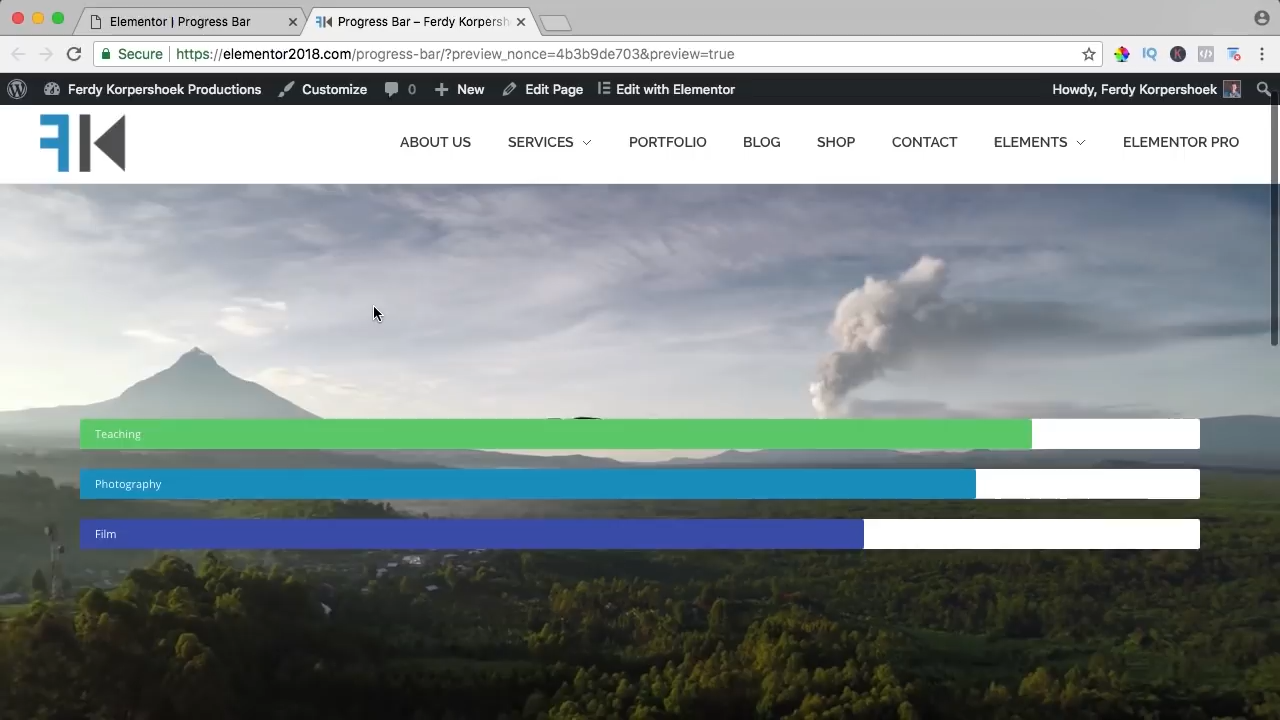 Elementor | Progress Bar
Progress Bar – Ferdy Korpersh
Secure
https://elementor2018.com/progress-bar/?preview_nonce=4b3b9de703&preview=true
Ferdy Korpershoek Productions
Customize
0
New
Edit Page
Edit with Elementor
Howdy, Ferdy Korpershoek
FK
ABOUT US
SERVICES
PORTFOLIO
BLOG
SHOP
CONTACT
ELEMENTS
ELEMENTOR PRO
Teaching
Photography
Film